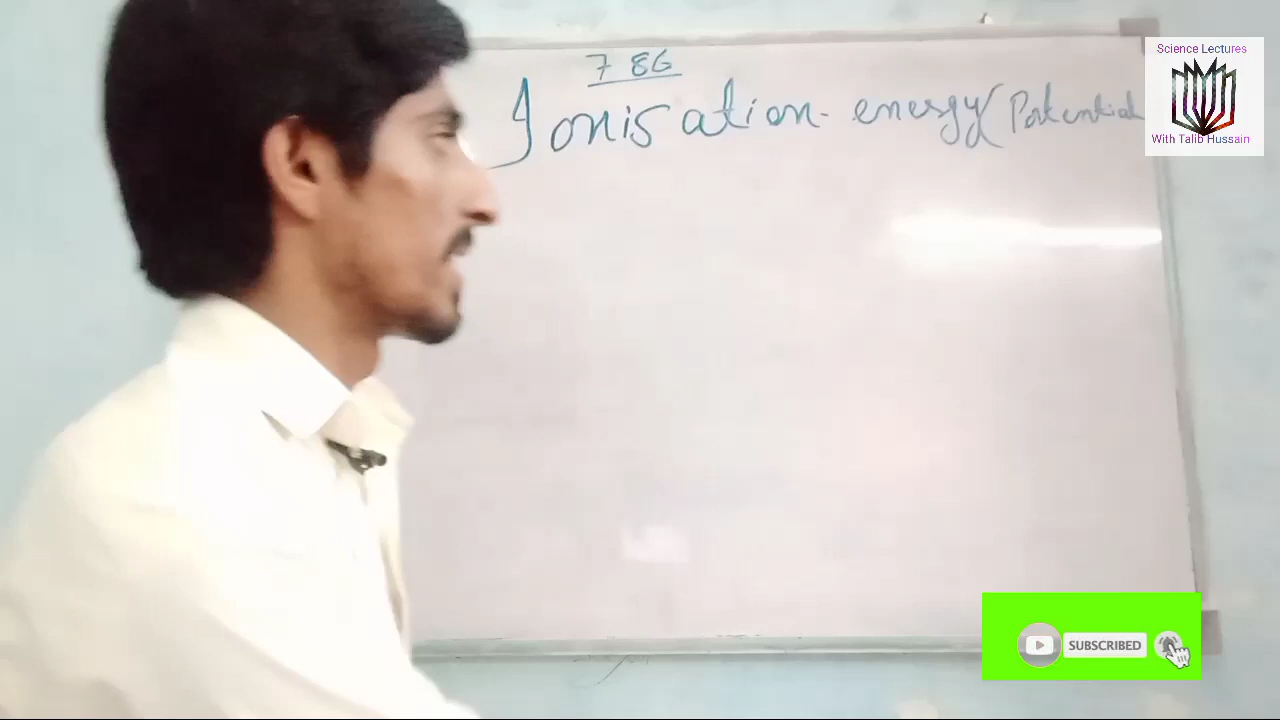 786
Ionisation energy (Potential
Science Lectures
With Talib Hussain
SUBSCRIBED